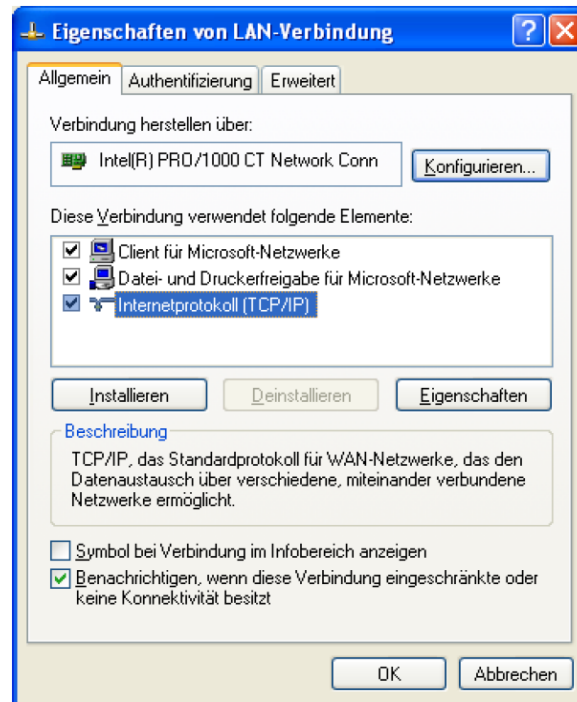 Eigenschaften von LAN-Verbindung
Allgemein Authentifizierung Erweitert
Verbindung herstellen über:
Intel(R) PRO/1000 CT Network Conn Konfigurieren...
Diese Verbindung verwendet folgende Elemente:
Client für Microsoft-Netzwerke
Datei- und Druckerfreigabe für Microsoft-Netzwerke
Internetprotokoll (TCP/IP)
Installieren Deinstallieren Eigenschaften
Beschreibung
TCP/IP, das Standardprotokoll für WAN-Netzwerke, das den
Datenaustausch über verschiedene, miteinander verbundene
Netzwerke ermöglicht.
Symbol bei Verbindung im Infobereich anzeigen
Benachrichtigen, wenn diese Verbindung eingeschränkte oder
keine Konnektivität besitzt
OK Abbrechen